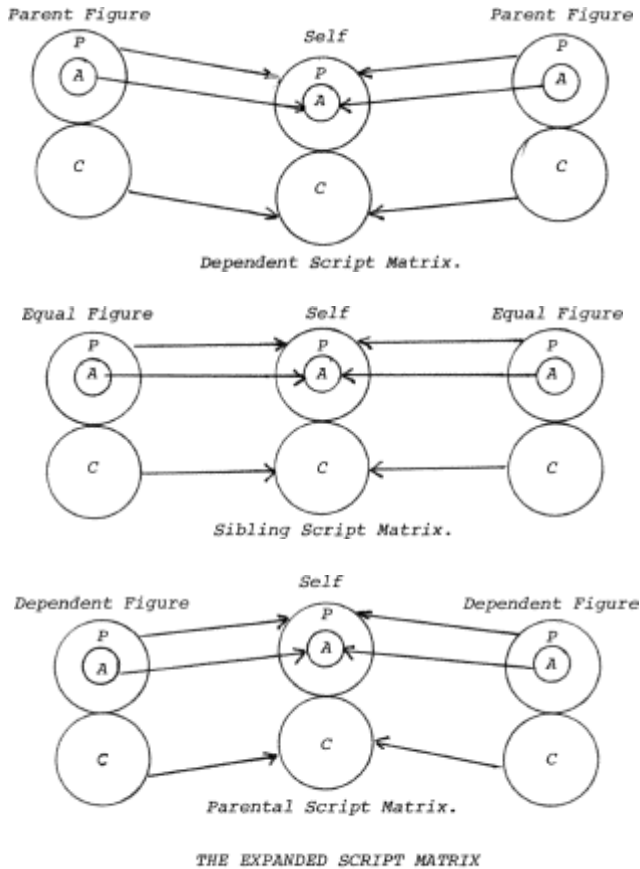 Parent Figure Self Parent Figure
P P P
A A A
C C C
Dependent Script Matrix.
Equal Figure Self Equal Figure
P P P
A A A
C C C
Sibling Script Matrix.
Self
Dependent Figure Dependent Figure
P P P
A A A
C C C
Parental Script Matrix.
THE EXPANDED SCRIPT MATRIX